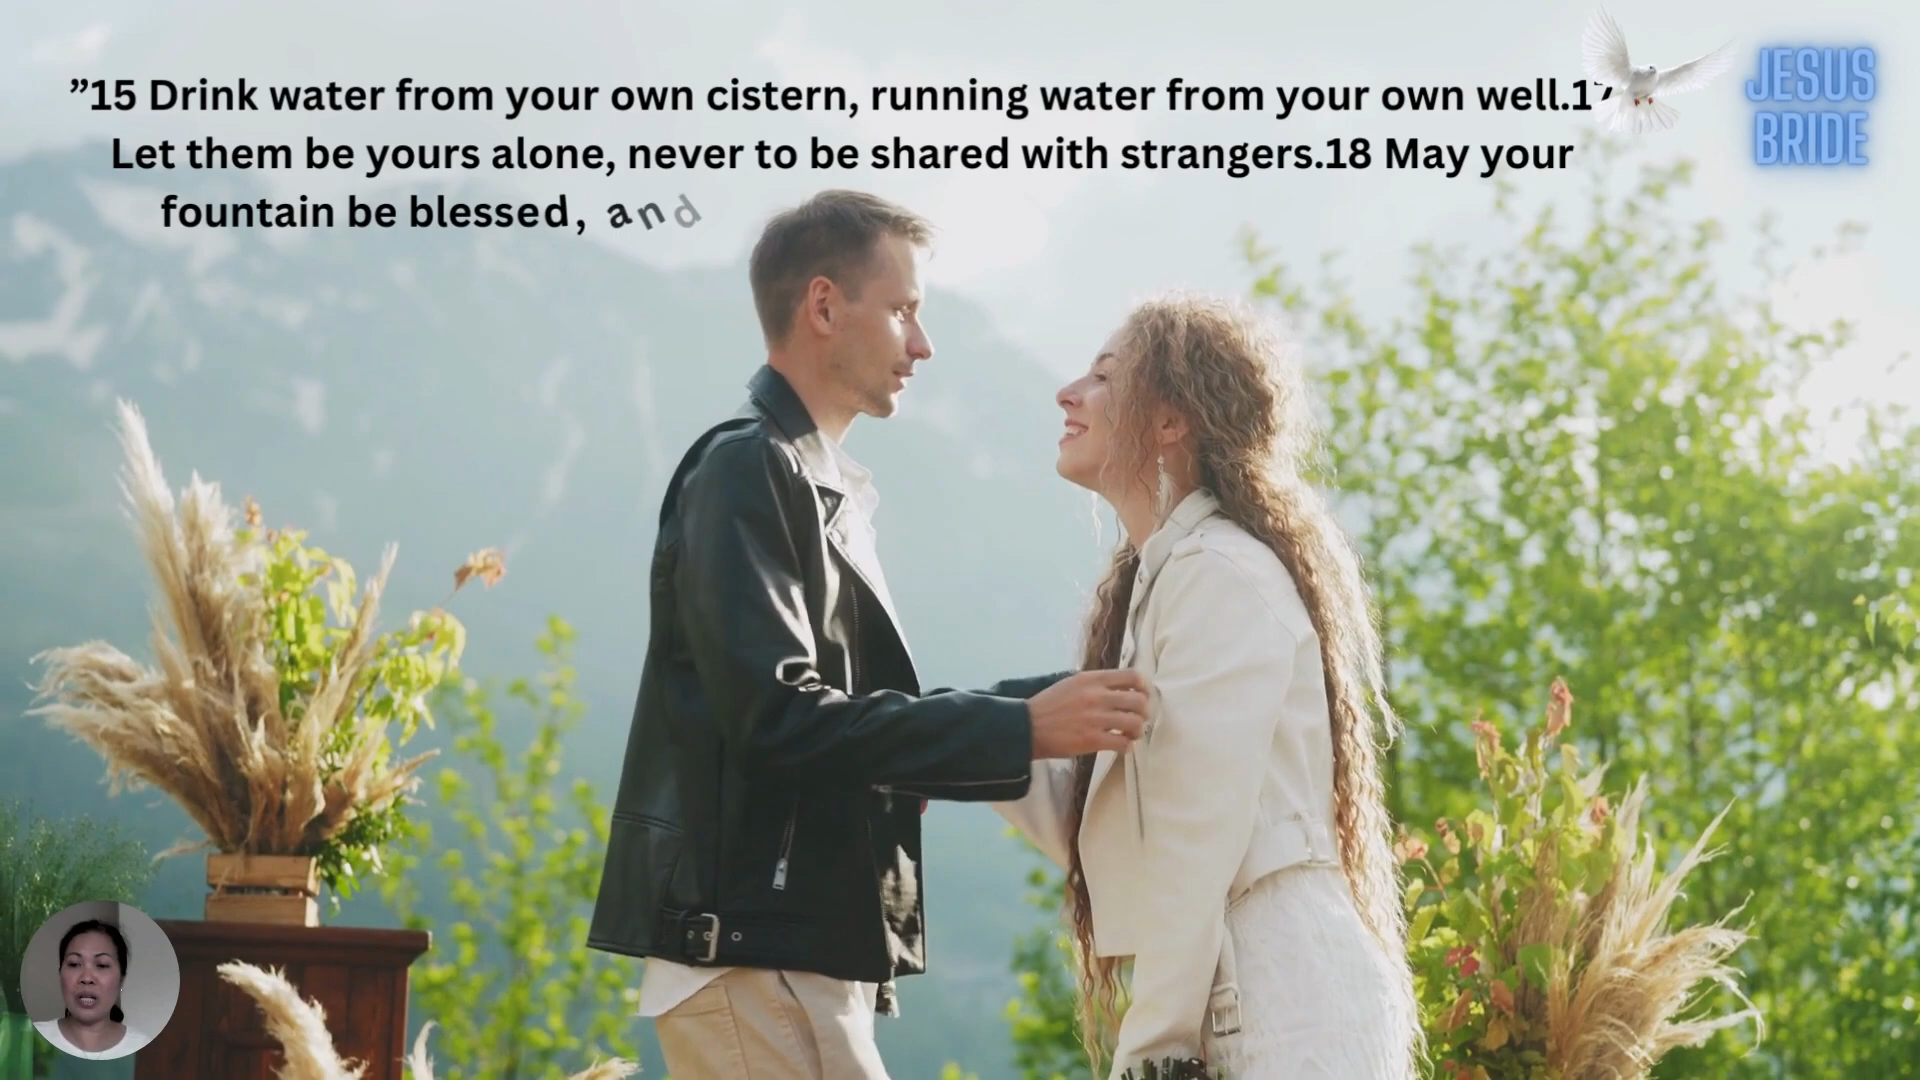 ”15 Drink water from your own cistern, running water from your own well.17
Let them be yours alone, never to be shared with strangers.18 May your
fountain be blessed, and
JESUS
BRIDE